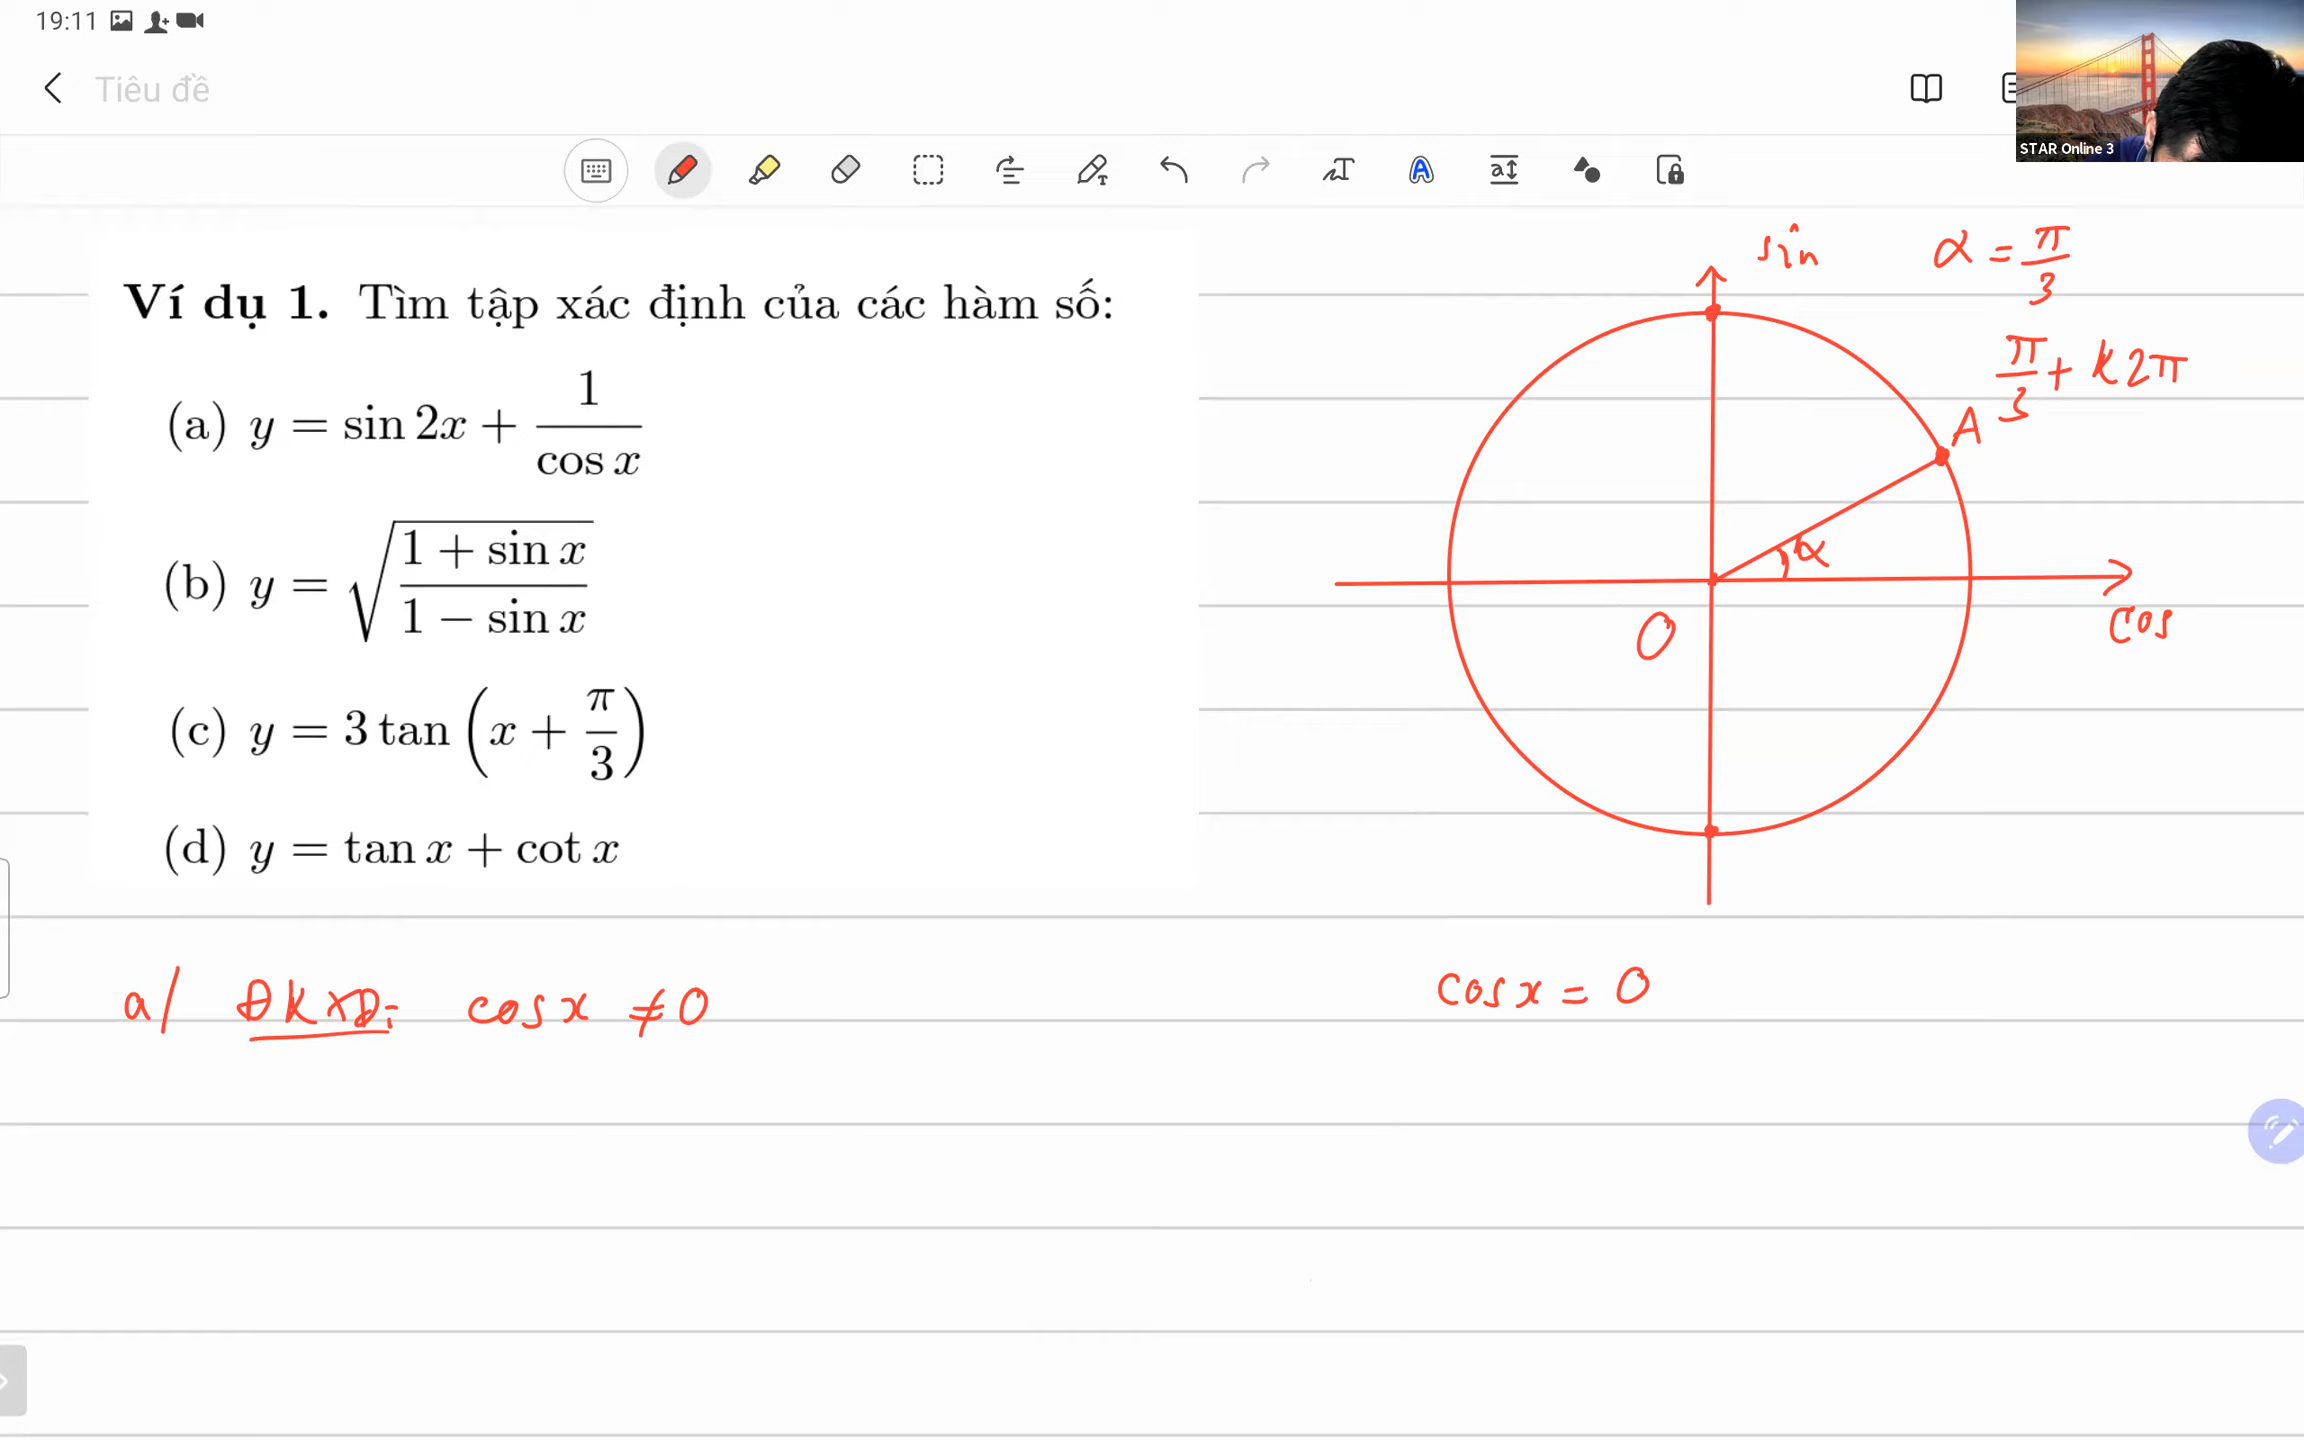 19:11
Tiêu đề
STAR Online 3
Ví dụ 1. Tìm tập xác định của các hàm số:
(a) y = sin 2x + 1/cos x
(b) y = √((1 + sin x)/(1 − sin x))
(c) y = 3 tan (x + π/3)
(d) y = tan x + cot x
sin
α = π/3
π/3 + k2π
A
α
O
cos
a/ ĐKXĐ: cos x ≠ 0
cos x = 0